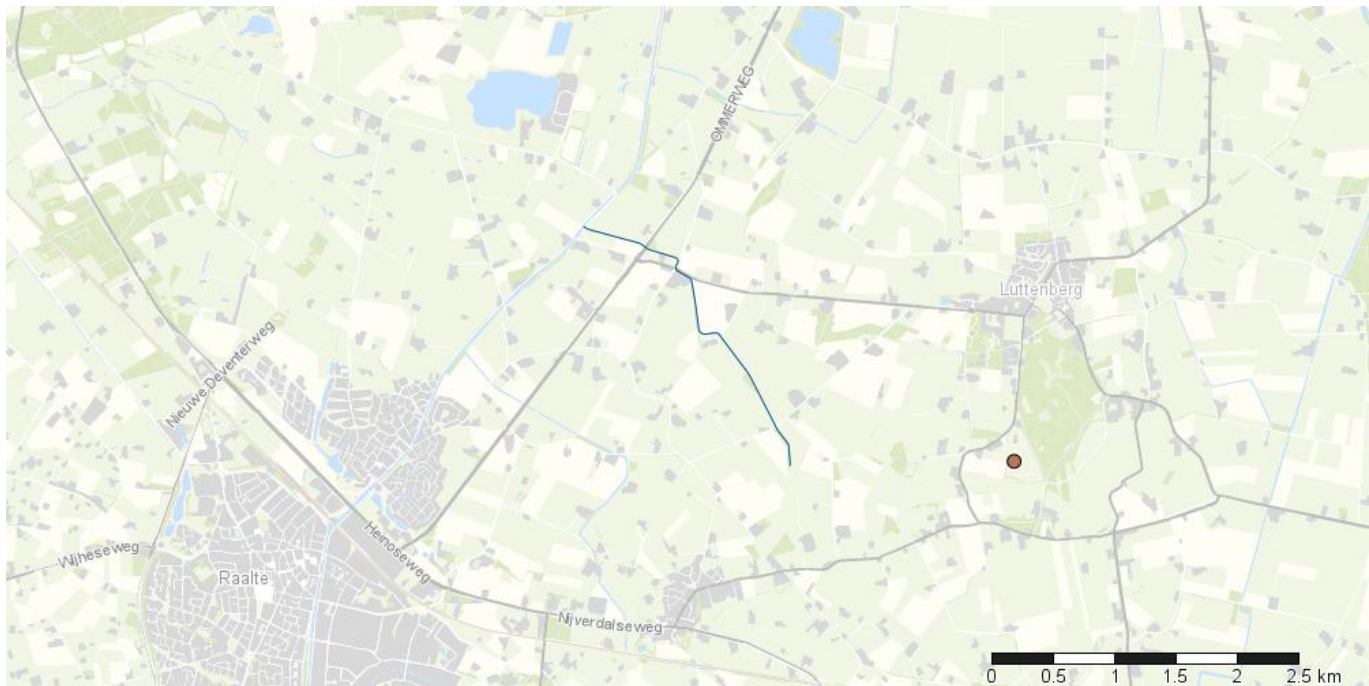 OMMERWEG
Luttenberg
Nieuwe Deventerweg
Heinoseweg
Wijheseweg
Raalte
Nijverdalseweg
0 0.5 1 1.5 2 2.5 km